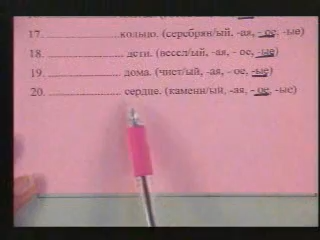 17. ........................ кольцо. (серебрян/ый, -ая, - ое, -ые)
18. ........................ дети. (весел/ый, -ая, - ое, -ые)
19. ........................ дома. (чист/ый, -ая, - ое, -ые)
20. ........................ сердце. (каменн/ый, -ая, - ое, -ые)